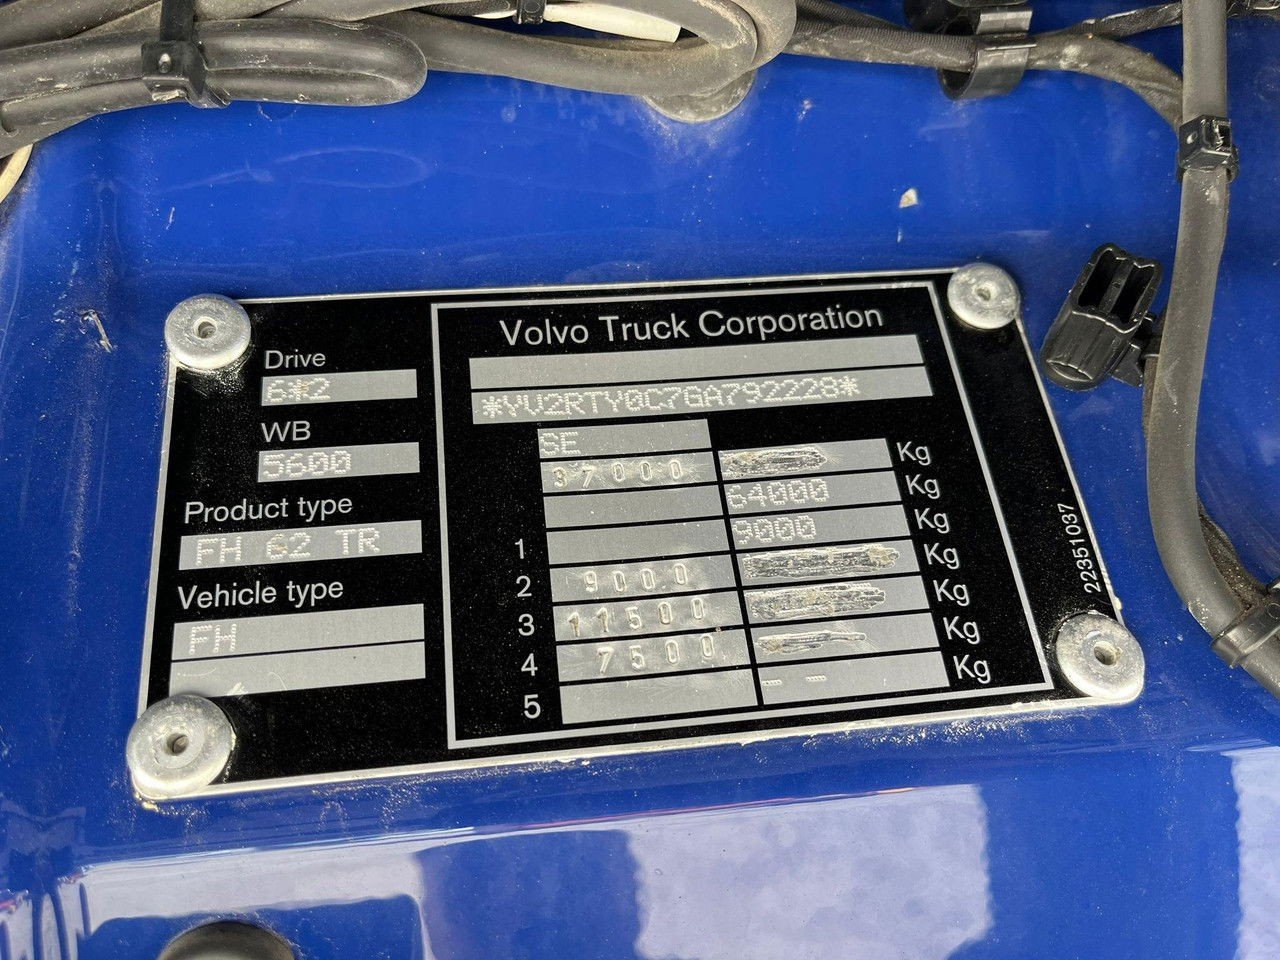 Drive
6*2
WB
5600
Product type
FH 62 TR
Vehicle type
FH
Volvo Truck Corporation
*YV2RTY0C7GA792228*
SE
37000 Kg
64000 Kg
1 9000 Kg
2 9000 Kg
3 11500 Kg
4 7500 Kg
5 -- -- Kg
22351037